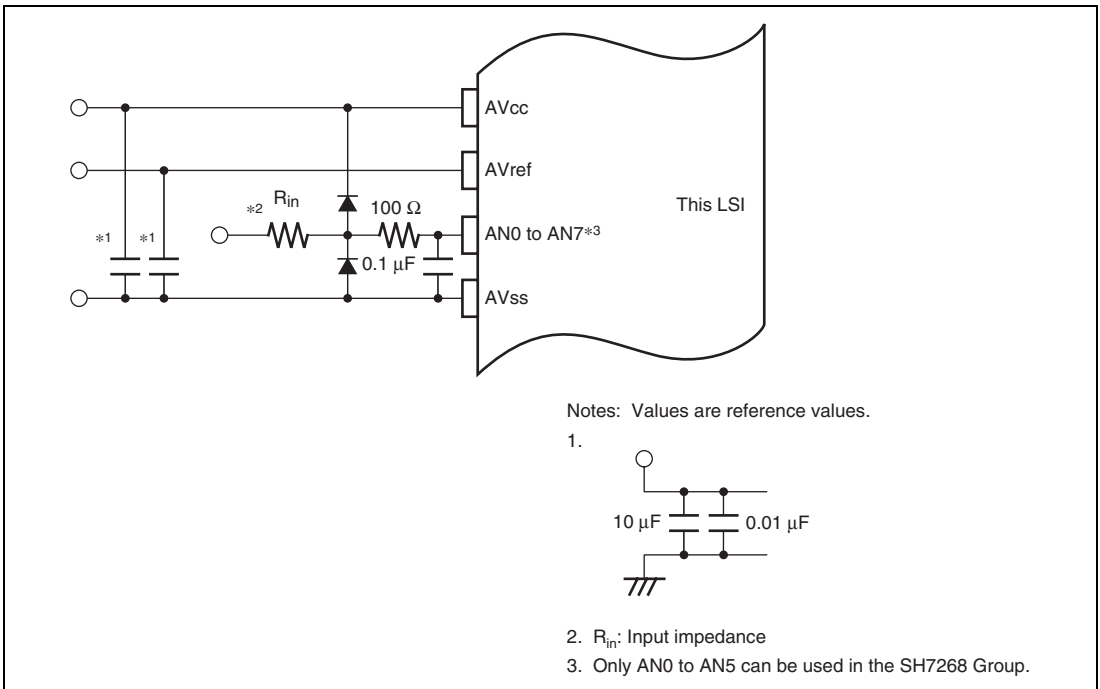 AVcc
AVref
*2 Rin
100 Ω
This LSI
*1 *1
AN0 to AN7*3
0.1 μF
AVss
Notes: Values are reference values.
1.
10 μF 0.01 μF
2. Rin: Input impedance
3. Only AN0 to AN5 can be used in the SH7268 Group.